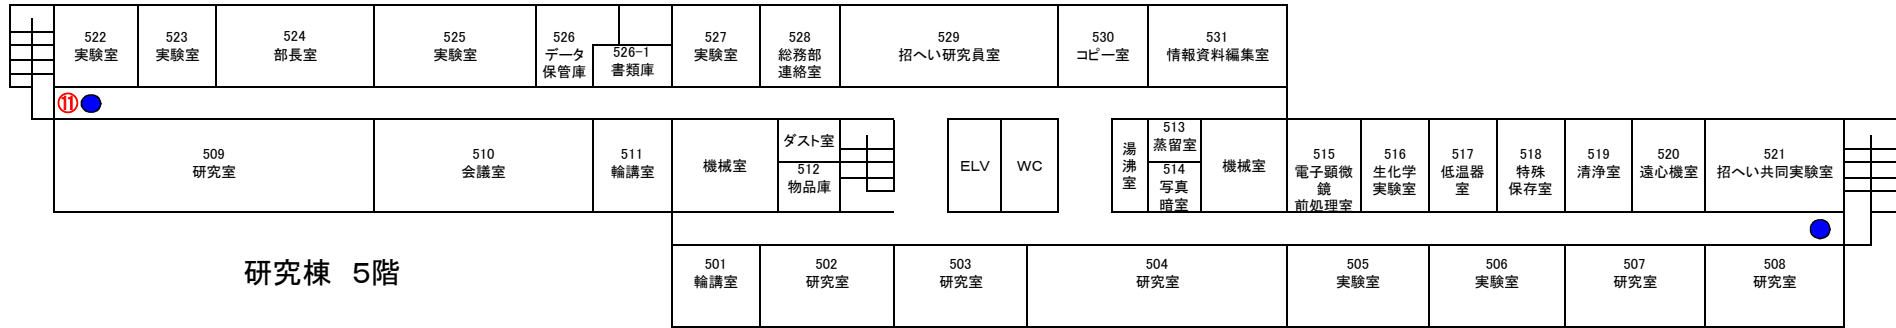 522
実験室
523
実験室
524
部長室
525
実験室
526
データ
保管庫
526-1
書類庫
527
実験室
528
総務部
連絡室
529
招へい研究員室
530
コピー室
531
情報資料編集室
⑪
509
研究室
510
会議室
511
輪講室
機械室
ダスト室
512
物品庫
ELV
WC
湯
沸
室
513
蒸留室
514
写真
暗室
機械室
515
電子顕微
鏡
前処理室
516
生化学
実験室
517
低温器
室
518
特殊
保存室
519
清浄室
520
遠心機室
521
招へい共同実験室
研究棟 5階
501
輪講室
502
研究室
503
研究室
504
研究室
505
実験室
506
実験室
507
研究室
508
研究室